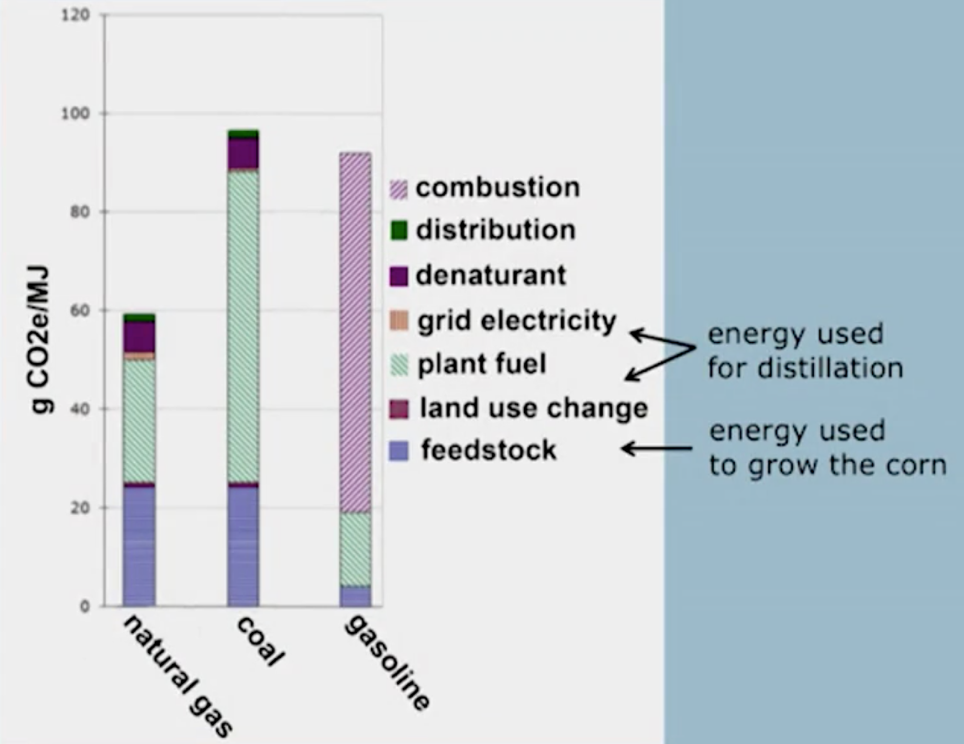 120
100
80
60
40
20
0
g CO2e/MJ
natural gas
coal
gasoline
combustion
distribution
denaturant
grid electricity
plant fuel
land use change
feedstock
energy used
for distillation
energy used
to grow the corn